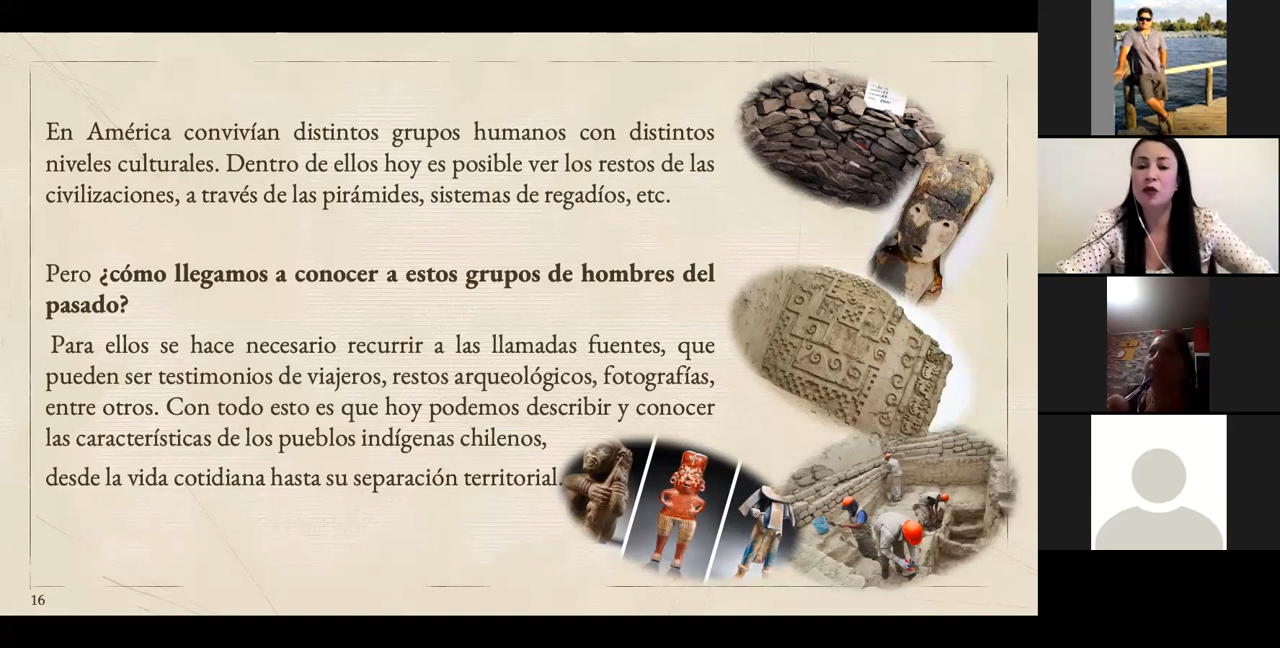 En América convivían distintos grupos humanos con distintos
niveles culturales. Dentro de ellos hoy es posible ver los restos de las
civilizaciones, a través de las pirámides, sistemas de regadíos, etc.
Pero ¿cómo llegamos a conocer a estos grupos de hombres del
pasado?
Para ellos se hace necesario recurrir a las llamadas fuentes, que
pueden ser testimonios de viajeros, restos arqueológicos, fotografías,
entre otros. Con todo esto es que hoy podemos describir y conocer
las características de los pueblos indígenas chilenos,
desde la vida cotidiana hasta su separación territorial.
16